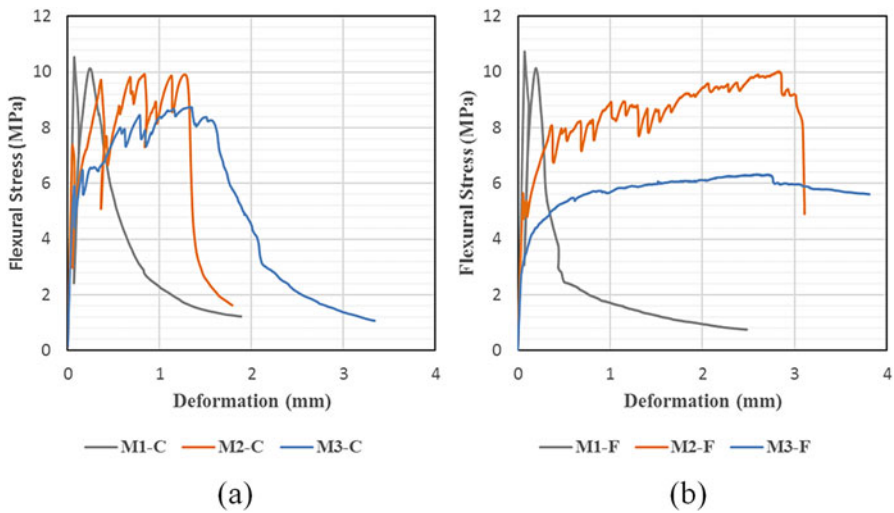 12
10
8
6
4
2
0
Flexural Stress (MPa)
0 1 2 3 4
Deformation (mm)
M1-C M2-C M3-C
(a)
12
10
8
6
4
2
0
Flexural Stress (MPa)
0 1 2 3 4
Deformation (mm)
M1-F M2-F M3-F
(b)